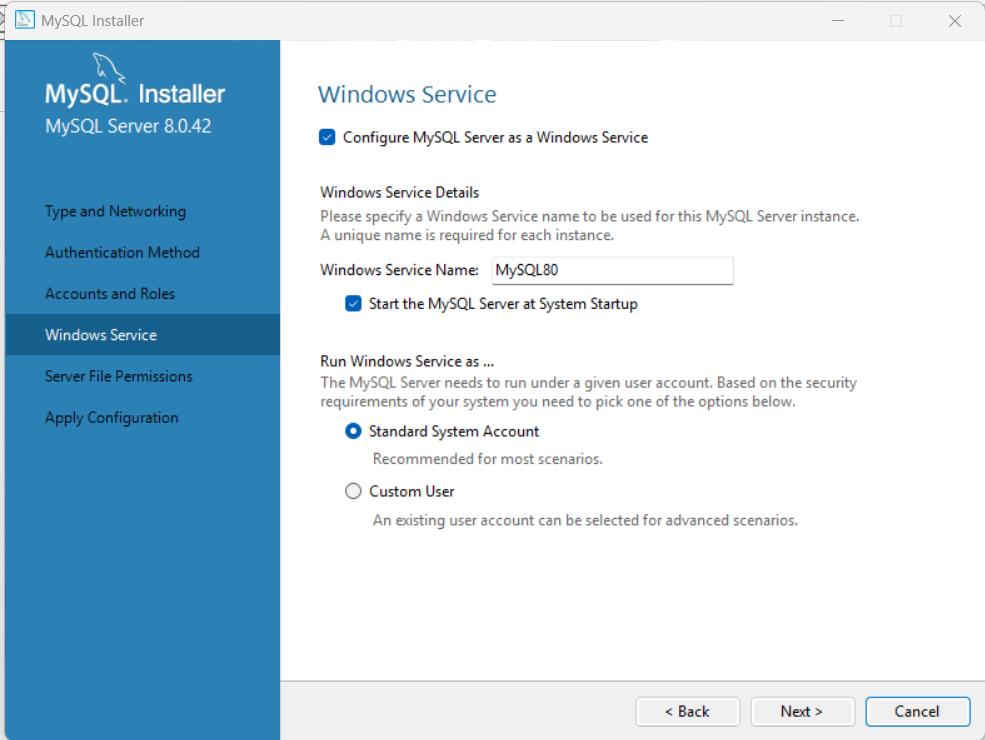 MySQL Installer
MySQL. Installer
MySQL Server 8.0.42
Type and Networking
Authentication Method
Accounts and Roles
Windows Service
Server File Permissions
Apply Configuration
Windows Service
Configure MySQL Server as a Windows Service
Windows Service Details
Please specify a Windows Service name to be used for this MySQL Server instance.
A unique name is required for each instance.
Windows Service Name: MySQL80
Start the MySQL Server at System Startup
Run Windows Service as ...
The MySQL Server needs to run under a given user account. Based on the security
requirements of your system you need to pick one of the options below.
Standard System Account
Recommended for most scenarios.
Custom User
An existing user account can be selected for advanced scenarios.
< Back Next > Cancel